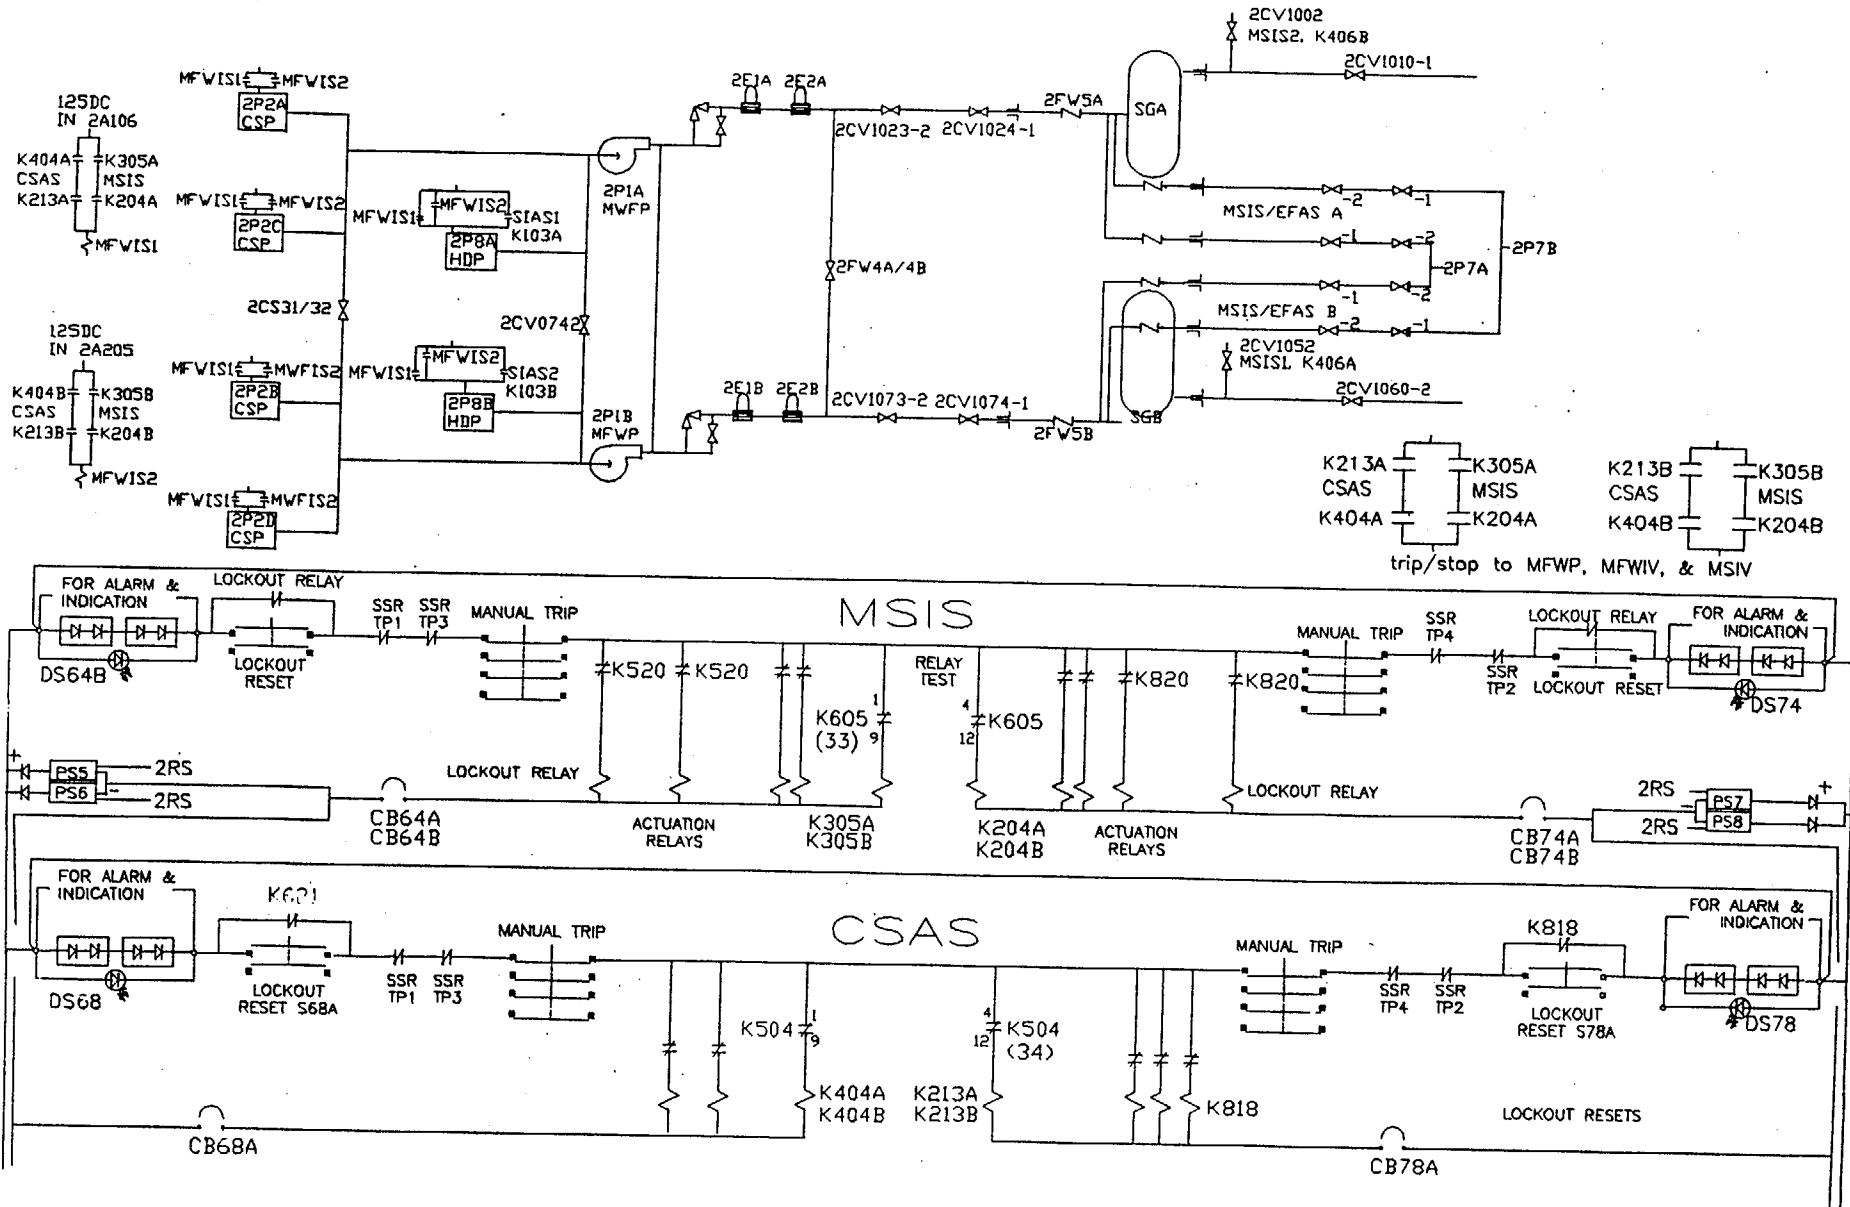 2CV1002
MSIS2, K406B
2CV1010-1
MFWIS1 MFWIS2
2P2A
CSP
125DC
IN 2A106
K404A K305A
CSAS MSIS
K213A K204A
MFWIS1
2E1A 2E2A
2FW5A
SGA
2CV1023-2 2CV1024-1
2P1A
MWFP
MFWIS1 MFWIS2
2P2C
CSP
MFWIS1 MFWIS2 SIAS1
K103A
2P8A
HDP
-2 -1
MSIS/EFAS A
-1 -2
2P7B
2P7A
2FW4A/4B
2CS31/32
2CV0742
-1 -2
MSIS/EFAS B
-2 -1
125DC
IN 2A205
K404B K305B
CSAS MSIS
K213B K204B
MFWIS2
MFWIS1 MWFIS2
2P2B
CSP
MFWIS1 MFWIS2 SIAS2
K103B
2P8B
HDP
2CV1052
MSIS1, K406A
2CV1060-2
2E1B 2E2B
2CV1073-2 2CV1074-1
2FW5B
SGB
2P1B
MFWP
MFWIS1 MWFIS2
2P2D
CSP
K213A K305A
CSAS MSIS
K404A K204A
K213B K305B
CSAS MSIS
K404B K204B
trip/stop to MFWP, MFWIV, & MSIV
MSIS
FOR ALARM &
INDICATION
LOCKOUT RELAY
SSR
TP1
SSR
TP3
MANUAL TRIP
DS64B
LOCKOUT
RESET
K520 K520
RELAY
TEST
1
K605
(33)
9
4
K605
12
K820 K820
MANUAL TRIP
SSR
TP4
SSR
TP2
LOCKOUT RELAY
LOCKOUT RESET
FOR ALARM &
INDICATION
DS74
+
PS5 2RS
PS6 2RS
-
LOCKOUT RELAY
CB64A
CB64B
ACTUATION
RELAYS
K305A
K305B
K204A
K204B
ACTUATION
RELAYS
LOCKOUT RELAY
CB74A
CB74B
2RS PS7
2RS PS8
-
+
CSAS
FOR ALARM &
INDICATION
K621
DS68
LOCKOUT
RESET S68A
SSR
TP1
SSR
TP3
MANUAL TRIP
K504
1
9
4
12
K504
(34)
MANUAL TRIP
SSR
TP4
SSR
TP2
K818
LOCKOUT
RESET S78A
FOR ALARM &
INDICATION
DS78
K404A
K404B
K213A
K213B
K818
LOCKOUT RESETS
CB68A
CB78A